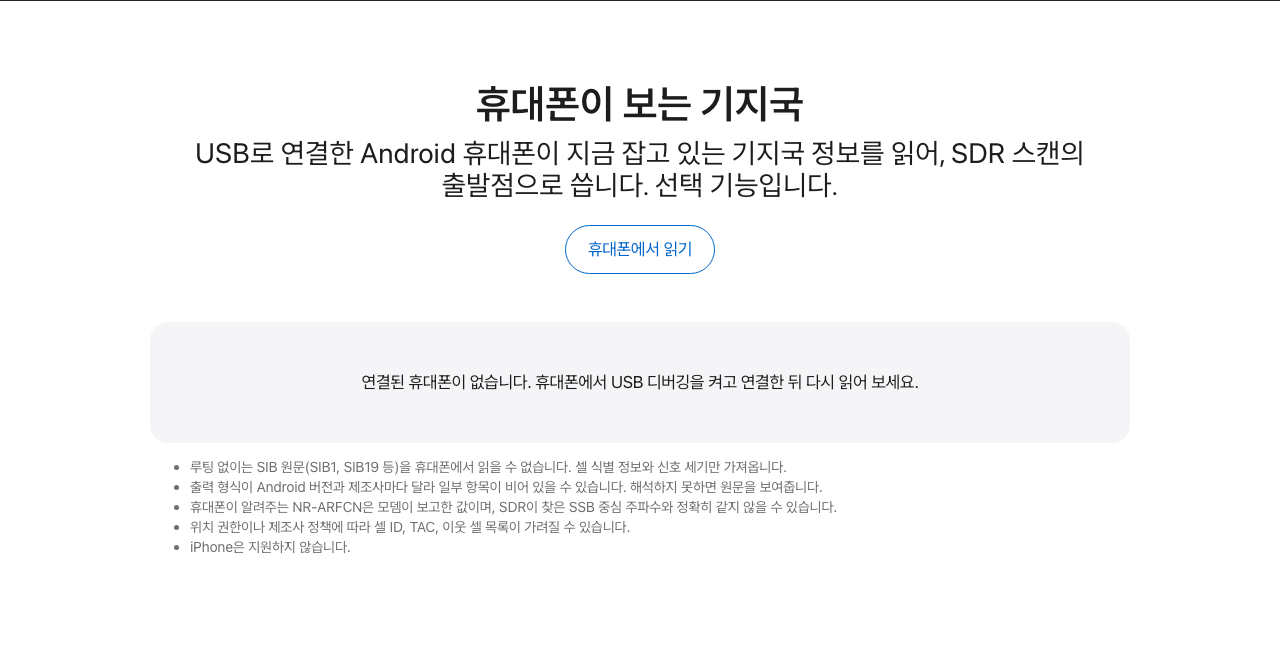 휴대폰이 보는 기지국
USB로 연결한 Android 휴대폰이 지금 잡고 있는 기지국 정보를 읽어, SDR 스캔의
출발점으로 씁니다. 선택 기능입니다.
휴대폰에서 읽기
연결된 휴대폰이 없습니다. 휴대폰에서 USB 디버깅을 켜고 연결한 뒤 다시 읽어 보세요.
• 루팅 없이는 SIB 원문(SIB1, SIB19 등)을 휴대폰에서 읽을 수 없습니다. 셀 식별 정보와 신호 세기만 가져옵니다.
• 출력 형식이 Android 버전과 제조사마다 달라 일부 항목이 비어 있을 수 있습니다. 해석하지 못하면 원문을 보여줍니다.
• 휴대폰이 알려주는 NR-ARFCN은 모뎀이 보고한 값이며, SDR이 찾은 SSB 중심 주파수와 정확히 같지 않을 수 있습니다.
• 위치 권한이나 제조사 정책에 따라 셀 ID, TAC, 이웃 셀 목록이 가려질 수 있습니다.
• iPhone은 지원하지 않습니다.